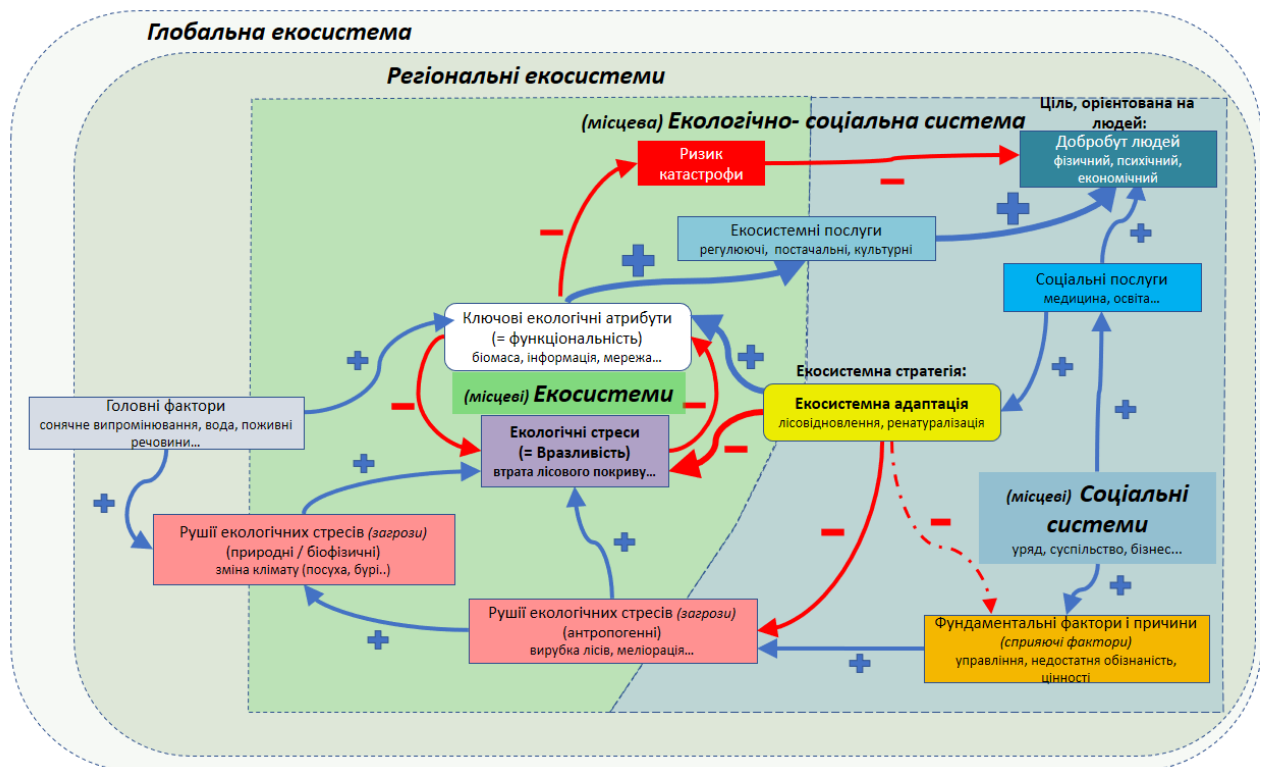 Глобальна екосистема
Регіональні екосистеми
Ціль, орієнтована на
людей:
(місцева) Екологічно- соціальна система
Ризик
катастрофи
Добробут людей
фізичний, психічний,
економічний
Екосистемні послуги
регулюючі, постачальні, культурні
Соціальні послуги
медицина, освіта...
Ключові екологічні атрибути
(= функціональність)
біомаса, інформація, мережа...
Екосистемна стратегія:
(місцеві) Екосистеми
Екосистемна адаптація
лісовідновлення, ренатуралізація
Головні фактори
сонячне випромінювання, вода, поживні
речовини...
Екологічні стреси
(= Вразливість)
втрата лісового покриву...
(місцеві) Соціальні
системи
уряд, суспільство, бізнес...
Рушії екологічних стресів (загрози)
(природні / біофізичні)
зміна клімату (посуха, бурі..)
Рушії екологічних стресів (загрози)
(антропогенні)
вирубка лісів, меліорація...
Фундаментальні фактори і причини
(сприяючі фактори)
управління, недостатня обізнаність,
цінності